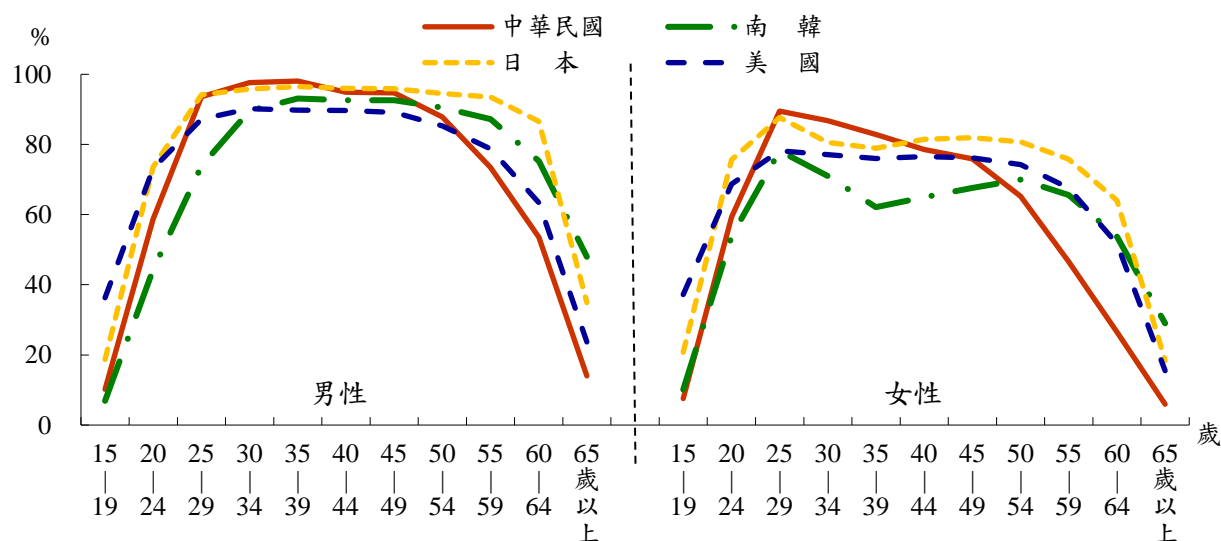 中華民國
南 韓
日 本
美 國
%
100
80
60
40
20
0
男性
女性
15 20 25 30 35 40 45 50 55 60 65
| | | | | | | | | | 歲
19 24 29 34 39 44 49 54 59 64 以
上
15 20 25 30 35 40 45 50 55 60 65
| | | | | | | | | | 歲
19 24 29 34 39 44 49 54 59 64 以
上
歲